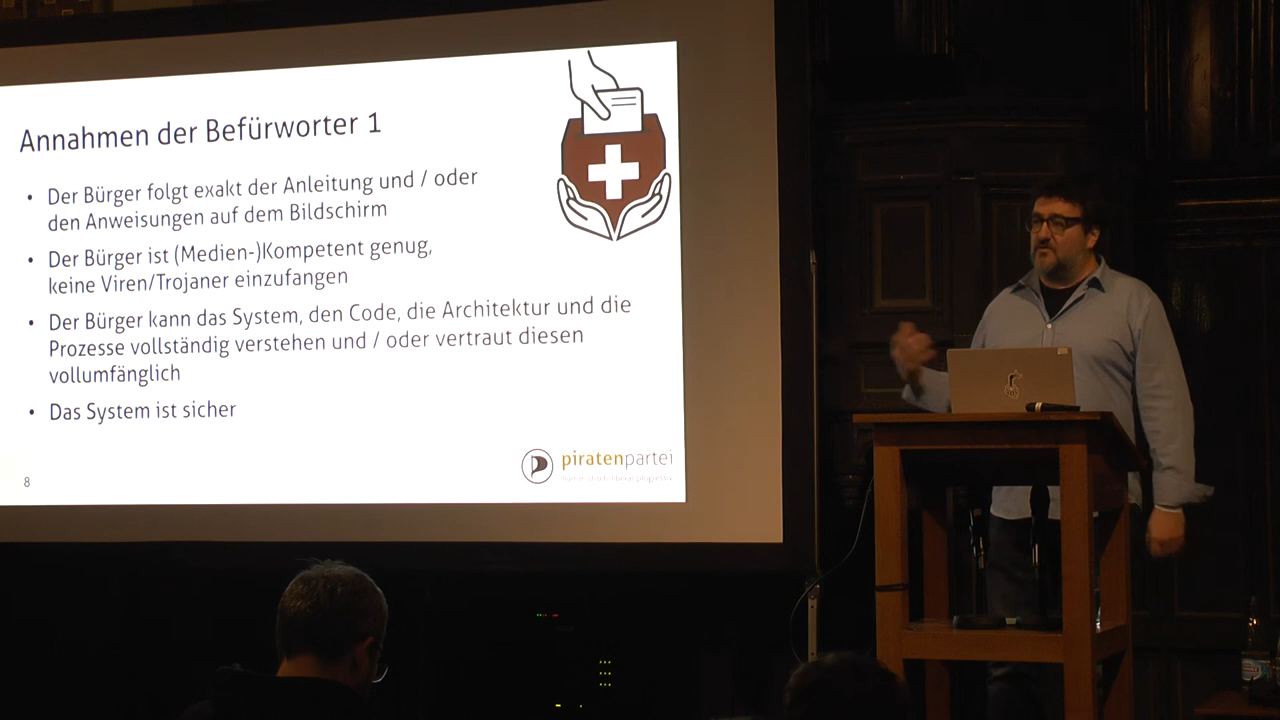 Annahmen der Befürworter 1
• Der Bürger folgt exakt der Anleitung und / oder
den Anweisungen auf dem Bildschirm
• Der Bürger ist (Medien-)Kompetent genug,
keine Viren/Trojaner einzufangen
• Der Bürger kann das System, den Code, die Architektur und die
Prozesse vollständig verstehen und / oder vertraut diesen
vollumfänglich
• Das System ist sicher
piratenpartei
8